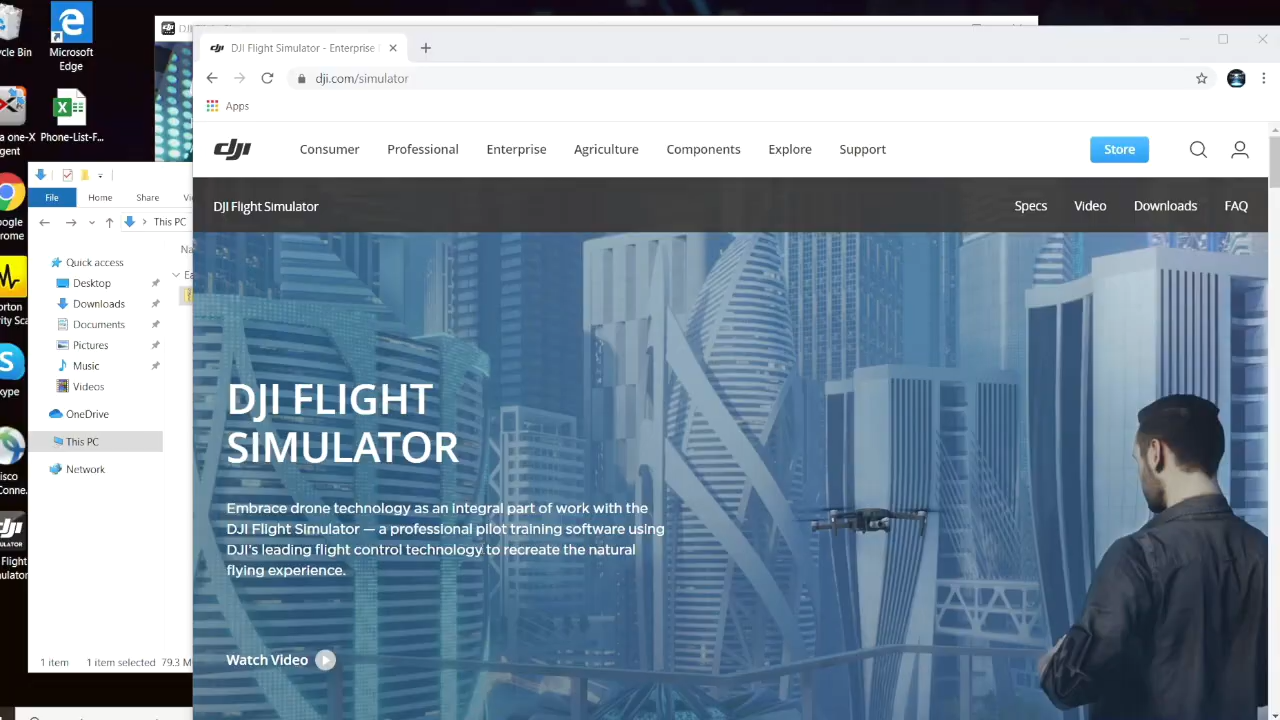 Microsoft
Edge
Phone-List-F...
DJI Flight Simulator - Enterprise
dji.com/simulator
Apps
dji
Consumer
Professional
Enterprise
Agriculture
Components
Explore
Support
Store
DJI Flight Simulator
Specs
Video
Downloads
FAQ
DJI FLIGHT
SIMULATOR
Embrace drone technology as an integral part of work with the
DJI Flight Simulator — a professional pilot training software using
DJI's leading flight control technology to recreate the natural
flying experience.
Watch Video
File
Home
Share
This PC
Quick access
Desktop
Downloads
Documents
Pictures
Music
Videos
OneDrive
This PC
Network
1 item
1 item selected
79.3 M
Flight